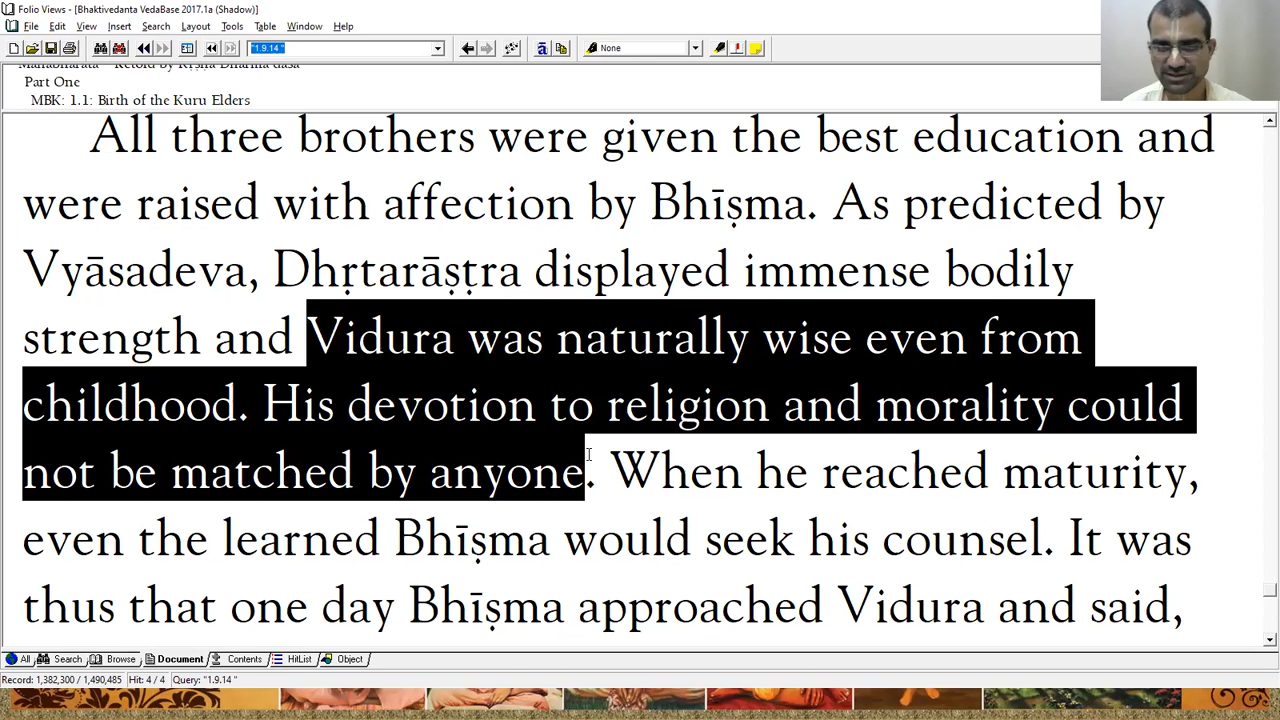 Folio Views - [Bhaktivedanta VedaBase 2017.1a (Shadow)]
File Edit View Insert Search Layout Tools Table Window Help
"1.9.14" None
Part One
MBK: 1.1: Birth of the Kuru Elders
All three brothers were given the best education and
were raised with affection by Bhīṣma. As predicted by
Vyāsadeva, Dhṛtarāṣṭra displayed immense bodily
strength and Vidura was naturally wise even from
childhood. His devotion to religion and morality could
not be matched by anyone. When he reached maturity,
even the learned Bhīṣma would seek his counsel. It was
thus that one day Bhīṣma approached Vidura and said,
All Search Browse Document Contents HitList Object
Record: 1,382,300 / 1,490,485 Hit: 4 / 4 Query: "1.9.14"